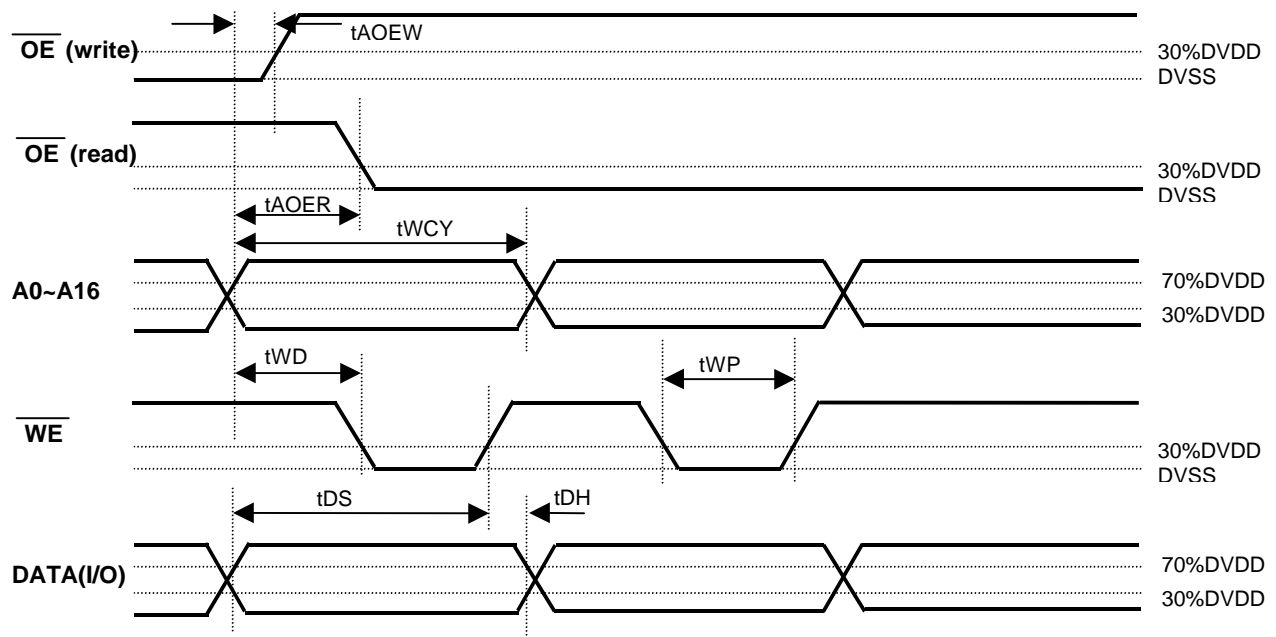 tAOEW
OE (write)
30%DVDD
DVSS
OE (read)
30%DVDD
DVSS
tAOER
tWCY
A0~A16
70%DVDD
30%DVDD
tWD
tWP
WE
30%DVDD
DVSS
tDS
tDH
DATA(I/O)
70%DVDD
30%DVDD